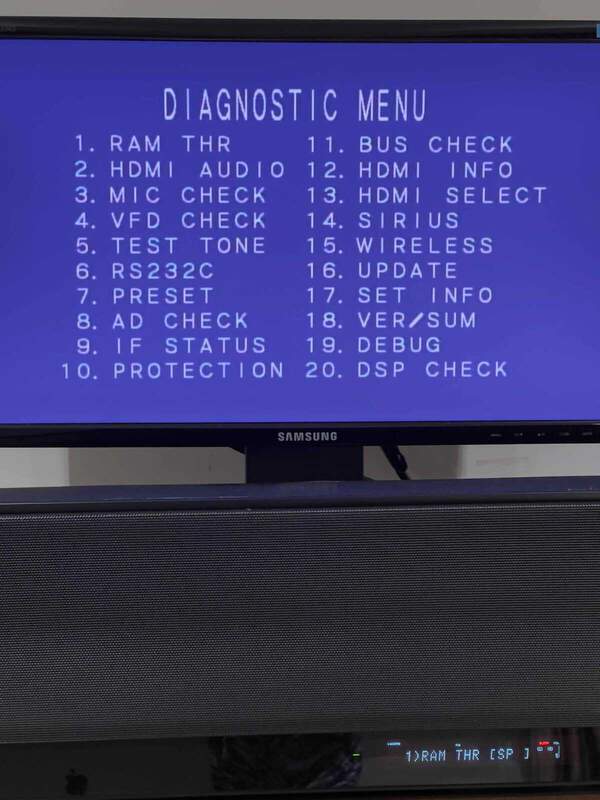 DIAGNOSTIC MENU
1. RAM THR
2. HDMI AUDIO
3. MIC CHECK
4. VFD CHECK
5. TEST TONE
6. RS232C
7. PRESET
8. AD CHECK
9. IF STATUS
10. PROTECTION
11. BUS CHECK
12. HDMI INFO
13. HDMI SELECT
14. SIRIUS
15. WIRELESS
16. UPDATE
17. SET INFO
18. VER/SUM
19. DEBUG
20. DSP CHECK
SAMSUNG
1)RAM THR [SP ]